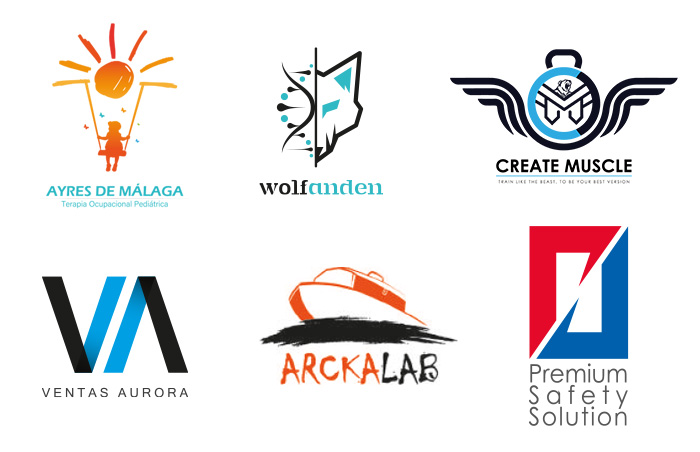 AYRES DE MÁLAGA
Terapia Ocupacional Pediátrica
wolfanden
CREATE MUSCLE
TRAIN LIKE THE BEAST, TO BE YOUR BEST VERSION
VENTAS AURORA
ARCKALAB
Premium
Safety
Solution